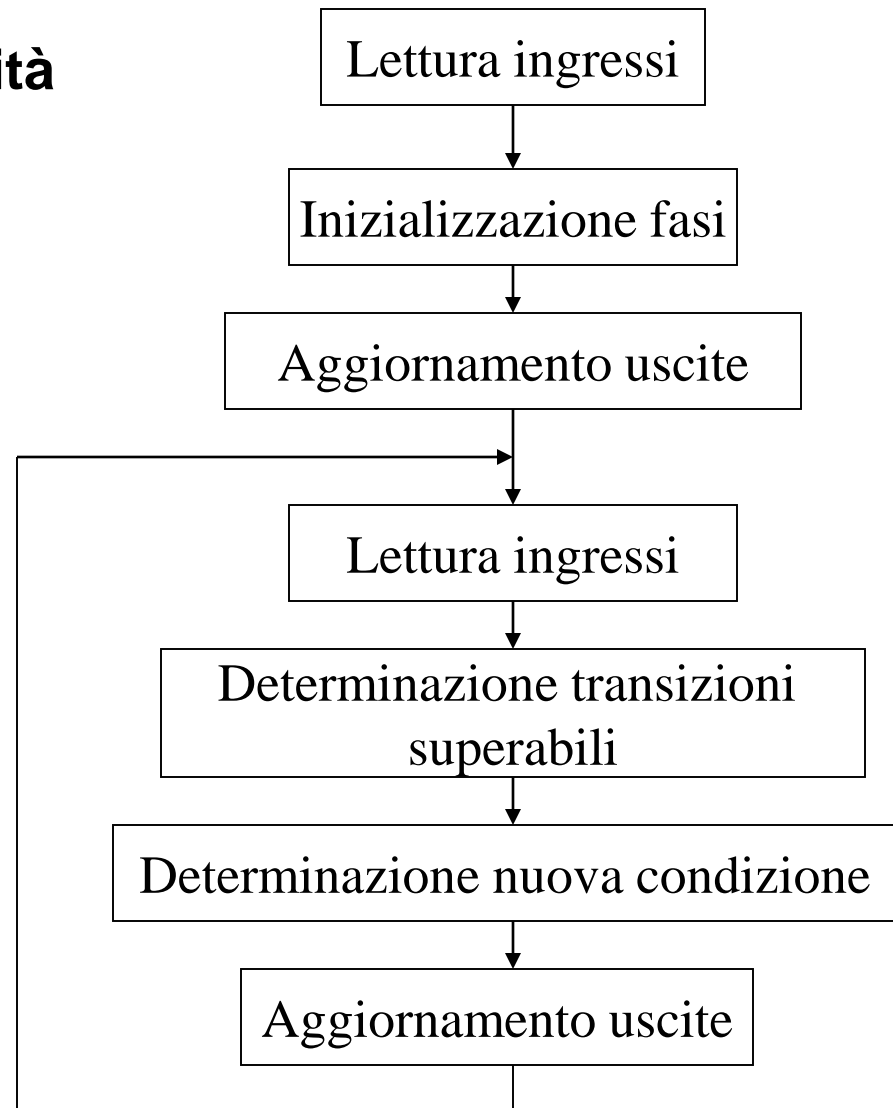 ità
Lettura ingressi
Inizializzazione fasi
Aggiornamento uscite
Lettura ingressi
Determinazione transizioni
superabili
Determinazione nuova condizione
Aggiornamento uscite